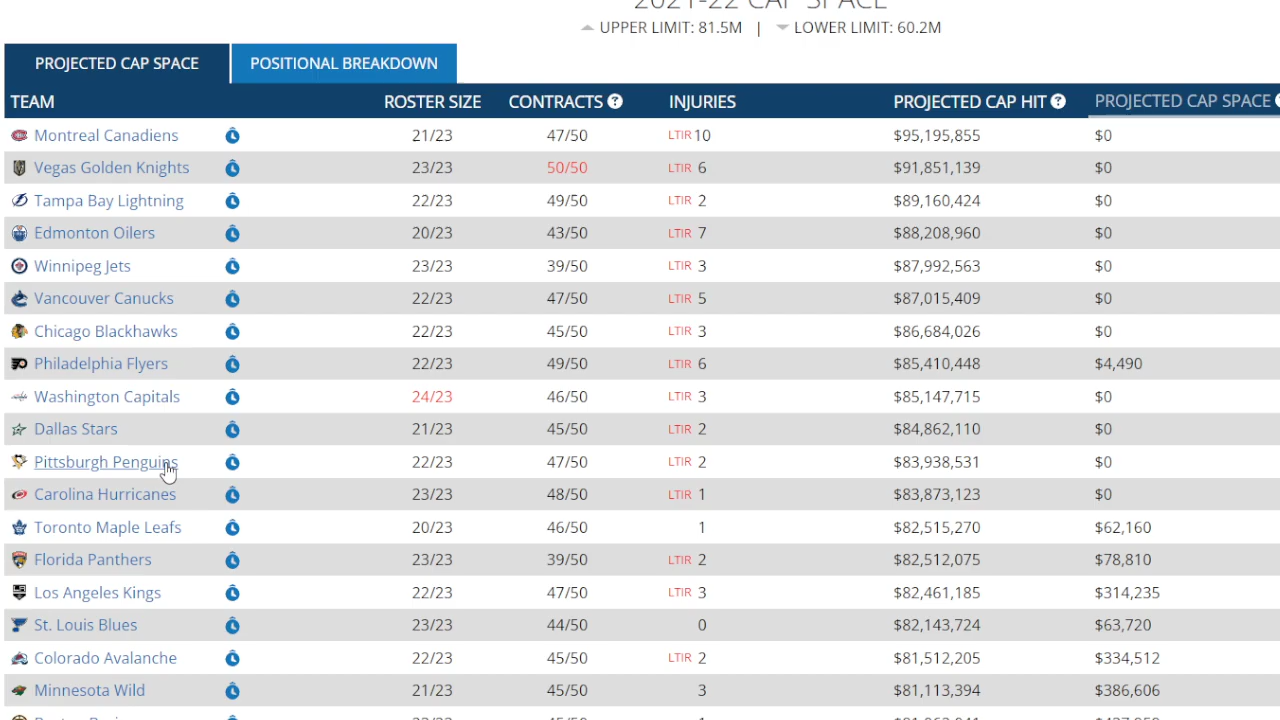 2021-22 CAP SPACE
UPPER LIMIT: 81.5M | LOWER LIMIT: 60.2M
PROJECTED CAP SPACE POSITIONAL BREAKDOWN
TEAM ROSTER SIZE CONTRACTS ? INJURIES PROJECTED CAP HIT ? PROJECTED CAP SPACE
Montreal Canadiens 21/23 47/50 LTIR 10 $95,195,855 $0
Vegas Golden Knights 23/23 50/50 LTIR 6 $91,851,139 $0
Tampa Bay Lightning 22/23 49/50 LTIR 2 $89,160,424 $0
Edmonton Oilers 20/23 43/50 LTIR 7 $88,208,960 $0
Winnipeg Jets 23/23 39/50 LTIR 3 $87,992,563 $0
Vancouver Canucks 22/23 47/50 LTIR 5 $87,015,409 $0
Chicago Blackhawks 22/23 45/50 LTIR 3 $86,684,026 $0
Philadelphia Flyers 22/23 49/50 LTIR 6 $85,410,448 $4,490
Washington Capitals 24/23 46/50 LTIR 3 $85,147,715 $0
Dallas Stars 21/23 45/50 LTIR 2 $84,862,110 $0
Pittsburgh Penguins 22/23 47/50 LTIR 2 $83,938,531 $0
Carolina Hurricanes 23/23 48/50 LTIR 1 $83,873,123 $0
Toronto Maple Leafs 20/23 46/50 1 $82,515,270 $62,160
Florida Panthers 23/23 39/50 LTIR 2 $82,512,075 $78,810
Los Angeles Kings 22/23 47/50 LTIR 3 $82,461,185 $314,235
St. Louis Blues 23/23 44/50 0 $82,143,724 $63,720
Colorado Avalanche 22/23 45/50 LTIR 2 $81,512,205 $334,512
Minnesota Wild 21/23 45/50 3 $81,113,394 $386,606